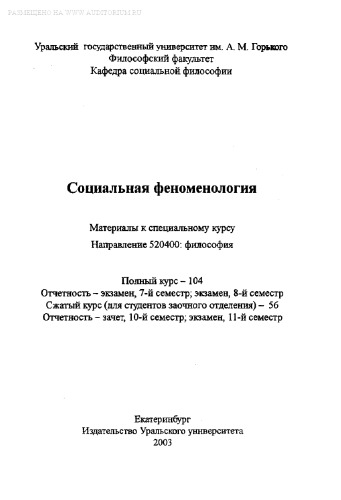 РАЗМЕЩЕНО НА WWW.AUDITORIUM.RU
Уральский государственный университет им. А. М. Горького
Философский факультет
Кафедра социальной философии
Социальная феноменология
Материалы к специальному курсу
Направление 520400: философия
Полный курс – 104
Отчетность – экзамен, 7-й семестр; экзамен, 8-й семестр
Сжатый курс (для студентов заочного отделения) – 56
Отчетность – зачет, 10-й семестр; экзамен, 11-й семестр
Екатеринбург
Издательство Уральского университета
2003